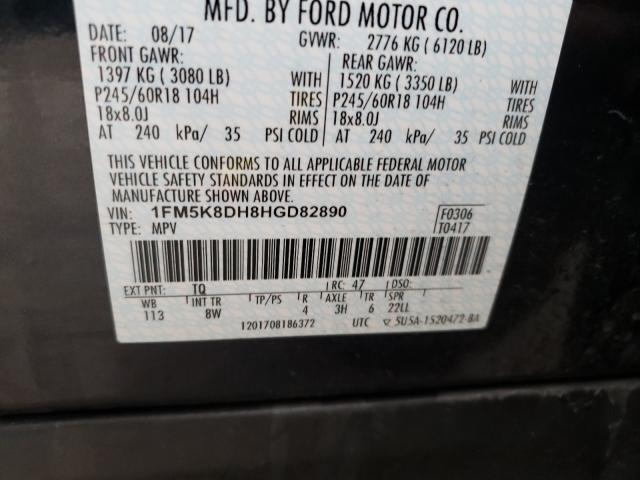 MFD. BY FORD MOTOR CO.
DATE: 08/17 GVWR: 2776 KG ( 6120 LB)
FRONT GAWR: REAR GAWR:
1397 KG ( 3080 LB) WITH 1520 KG ( 3350 LB) WITH
P245/60R18 104H TIRES P245/60R18 104H TIRES
18x8.0J RIMS 18x8.0J RIMS
AT 240 kPa/ 35 PSI COLD AT 240 kPa/ 35 PSI COLD
THIS VEHICLE CONFORMS TO ALL APPLICABLE FEDERAL MOTOR
VEHICLE SAFETY STANDARDS IN EFFECT ON THE DATE OF
MANUFACTURE SHOWN ABOVE.
VIN: 1FM5K8DH8HGD82890 F0306
TYPE: MPV T0417
EXT PNT: TQ RC: 47 DSO:
WB INT TR TP/PS R AXLE TR SPR
113 8W 4 3H 6 22LL
1201708186372 UTC SU5A-1520472-BA